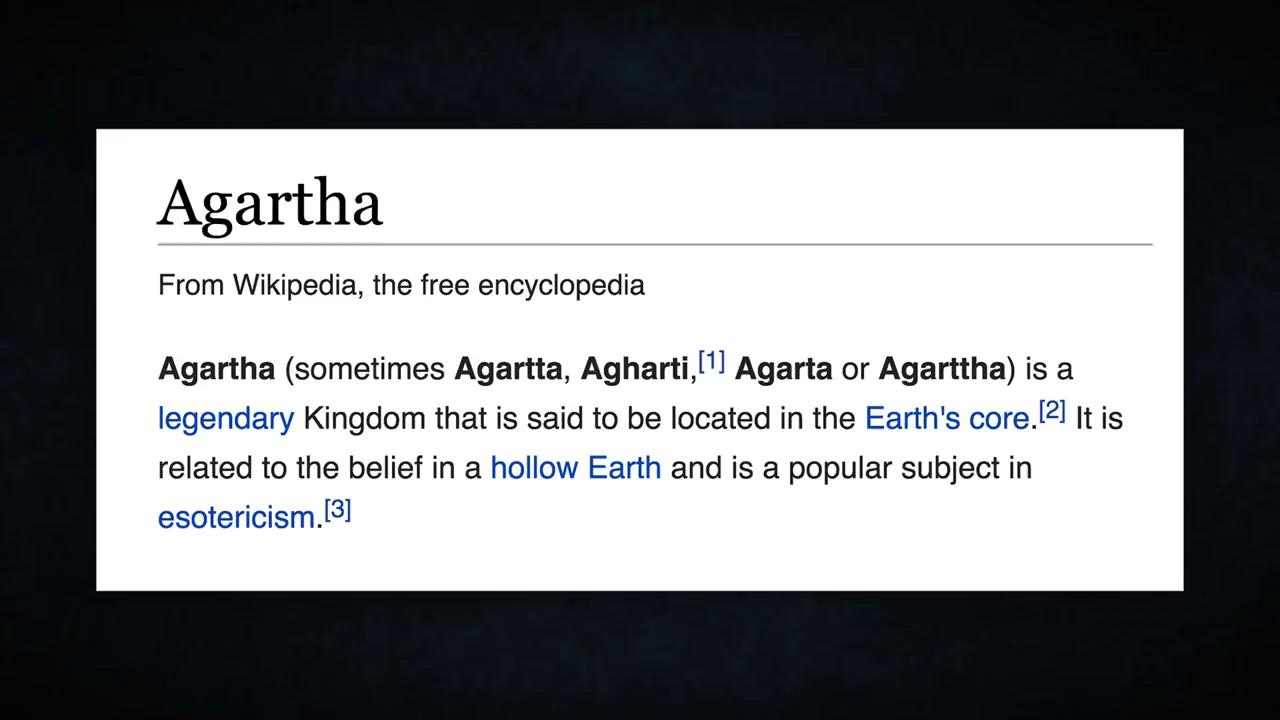 Agartha
From Wikipedia, the free encyclopedia
Agartha (sometimes Agartta, Agharti,[1] Agarta or Agarttha) is a
legendary Kingdom that is said to be located in the Earth's core.[2] It is
related to the belief in a hollow Earth and is a popular subject in
esotericism.[3]